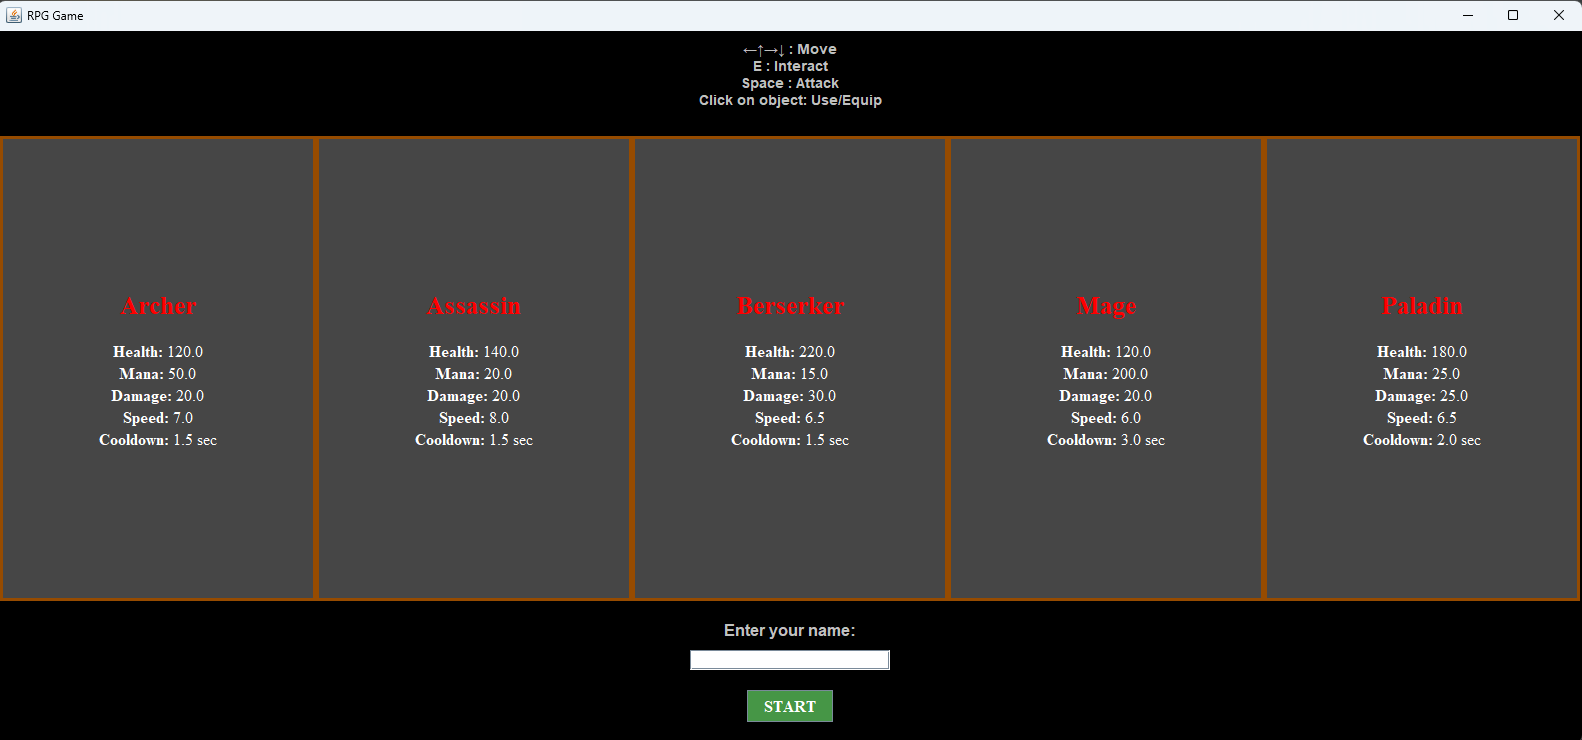 RPG Game
←↑→↓ : Move
E : Interact
Space : Attack
Click on object: Use/Equip
Archer
Health: 120.0
Mana: 50.0
Damage: 20.0
Speed: 7.0
Cooldown: 1.5 sec
Assassin
Health: 140.0
Mana: 20.0
Damage: 20.0
Speed: 8.0
Cooldown: 1.5 sec
Berserker
Health: 220.0
Mana: 15.0
Damage: 30.0
Speed: 6.5
Cooldown: 1.5 sec
Mage
Health: 120.0
Mana: 200.0
Damage: 20.0
Speed: 6.0
Cooldown: 3.0 sec
Paladin
Health: 180.0
Mana: 25.0
Damage: 25.0
Speed: 6.5
Cooldown: 2.0 sec
Enter your name:
START